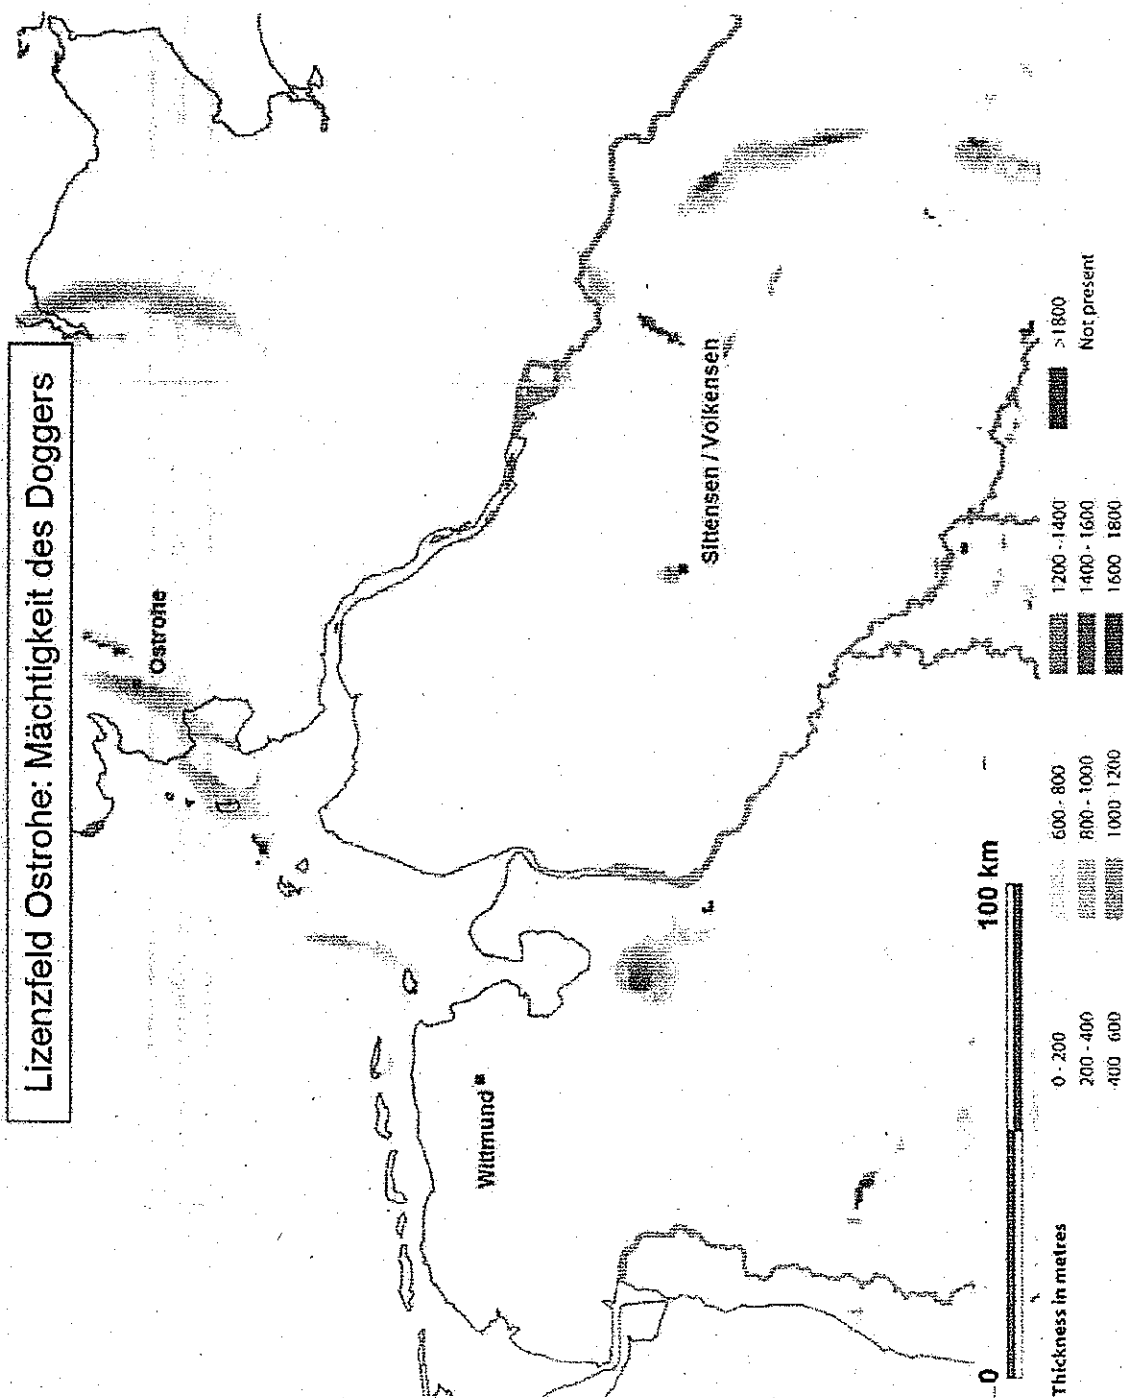 Lizenzfeld Ostrohe: Mächtigkeit des Doggers
Ostrohe
Wittmund
Sittensen / Volkensen
0
100 km
Thickness in metres
0 - 200
200 - 400
400 600
600 - 800
800 - 1000
1000 1200
1200 - 1400
1400 - 1600
1600 1800
>1800
Not present